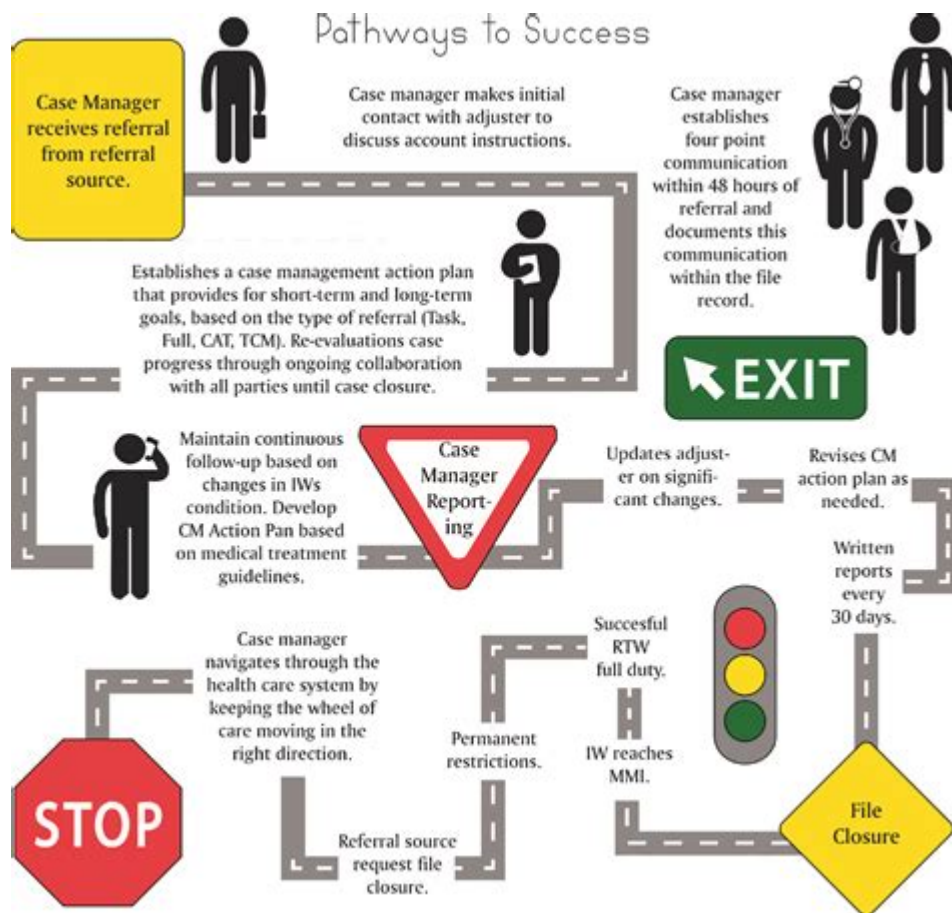 Pathways to Success
Case Manager
receives referral
from referral
source.
Case manager makes initial
contact with adjuster to
discuss account instructions.
Case manager
establishes
four point
communication
within 48 hours of
referral and
documents this
communication
within the file
record.
Establishes a case management action plan
that provides for short-term and long-term
goals, based on the type of referral (Task,
Full, CAT, TCM). Re-evaluations case
progress through ongoing collaboration
with all parties until case closure.
EXIT
Maintain continuous
follow-up based on
changes in IWs
condition. Develop
CM Action Pan based
on medical treatment
guidelines.
Case
Manager
Report-
ing
Updates adjust-
er on signifi-
cant changes.
Revises CM
action plan as
needed.
Written
reports
every
30 days.
File
Closure
IW reaches
MMI.
Succesful
RTW
full duty.
Permanent
restrictions.
Referral source
request file
closure.
Case manager
navigates through the
health care system by
keeping the wheel of
care moving in the
right direction.
STOP